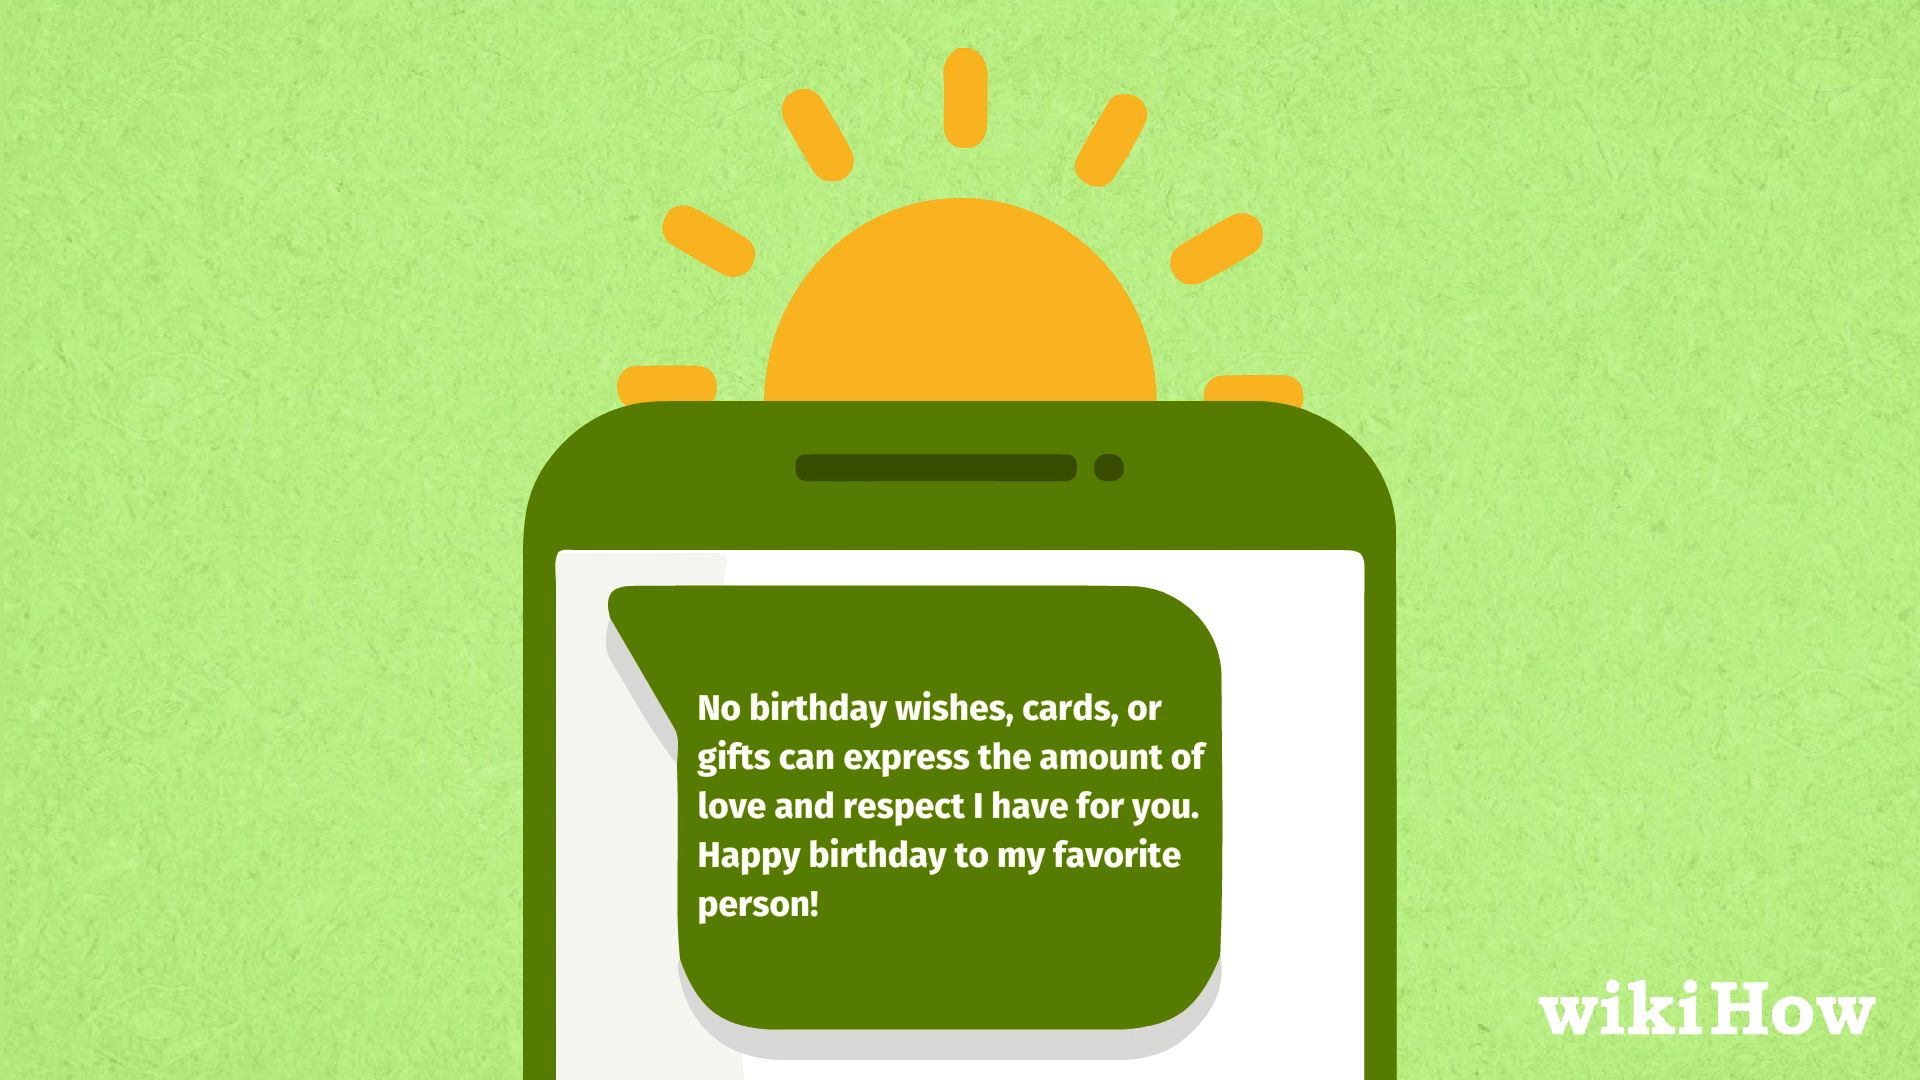 No birthday wishes, cards, or
gifts can express the amount of
love and respect I have for you.
Happy birthday to my favorite
person!
wikiHow